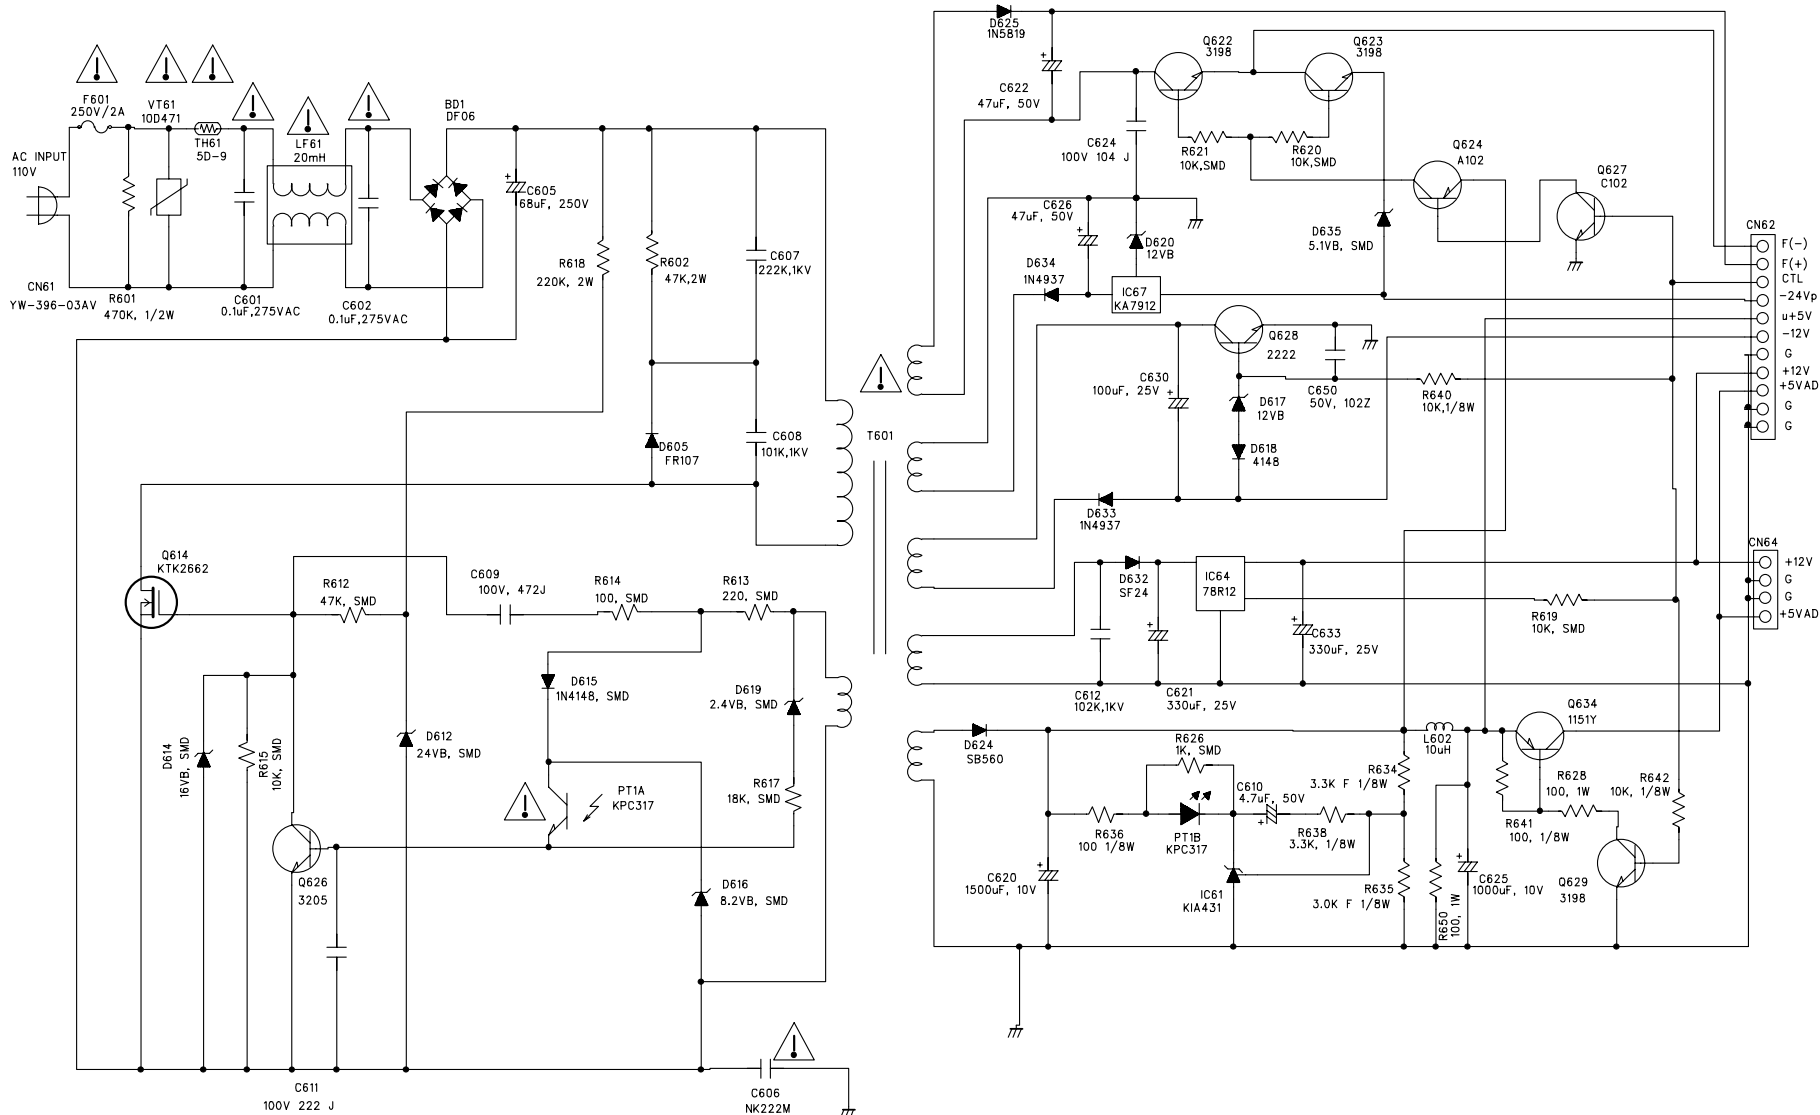 F601
250V/2A
VT61
10D471
TH61
5D-9
LF61
20mH
BD1
DF06
AC INPUT
110V
CN61
YW-396-03AV
R601
470K, 1/2W
C601
0.1uF,275VAC
C602
0.1uF,275VAC
C605
68uF, 250V
R618
220K, 2W
R602
47K,2W
C607
222K,1KV
D605
FR107
C608
101K,1KV
T601
Q614
KTK2662
R612
47K, SMD
C609
100V, 472J
R614
100, SMD
R613
220, SMD
D615
1N4148, SMD
D619
2.4VB, SMD
D614
16VB, SMD
R615
10K, SMD
D612
24VB, SMD
PT1A
KPC317
R617
18K, SMD
Q626
3205
D616
8.2VB, SMD
C611
100V 222 J
C606
NK222M
D625
1N5819
C622
47uF, 50V
Q622
3198
Q623
3198
C624
100V 104 J
R621
10K,SMD
R620
10K,SMD
Q624
A102
Q627
C102
C626
47uF, 50V
D620
12VB
D635
5.1VB, SMD
D634
1N4937
IC67
KA7912
Q628
2222
C630
100uF, 25V
D617
12VB
C650
50V, 102Z
R640
10K,1/8W
D618
4148
D633
1N4937
CN62
F(-)
F(+)
CTL
-24Vp
u+5V
-12V
G
+12V
+5VAD
G
G
CN64
+12V
G
G
+5VAD
D632
SF24
IC64
78R12
R619
10K, SMD
C633
330uF, 25V
C612
102K,1KV
C621
330uF, 25V
D624
SB560
R626
1K, SMD
L602
10uH
Q634
1151Y
R634
3.3K F 1/8W
C610
4.7uF, 50V
R628
100, 1W
R642
10K, 1/8W
R636
100 1/8W
PT1B
KPC317
R638
3.3K, 1/8W
R641
100, 1/8W
C620
1500uF, 10V
IC61
KIA431
R635
3.0K F 1/8W
R650
100, 1W
C625
1000uF, 10V
Q629
3198